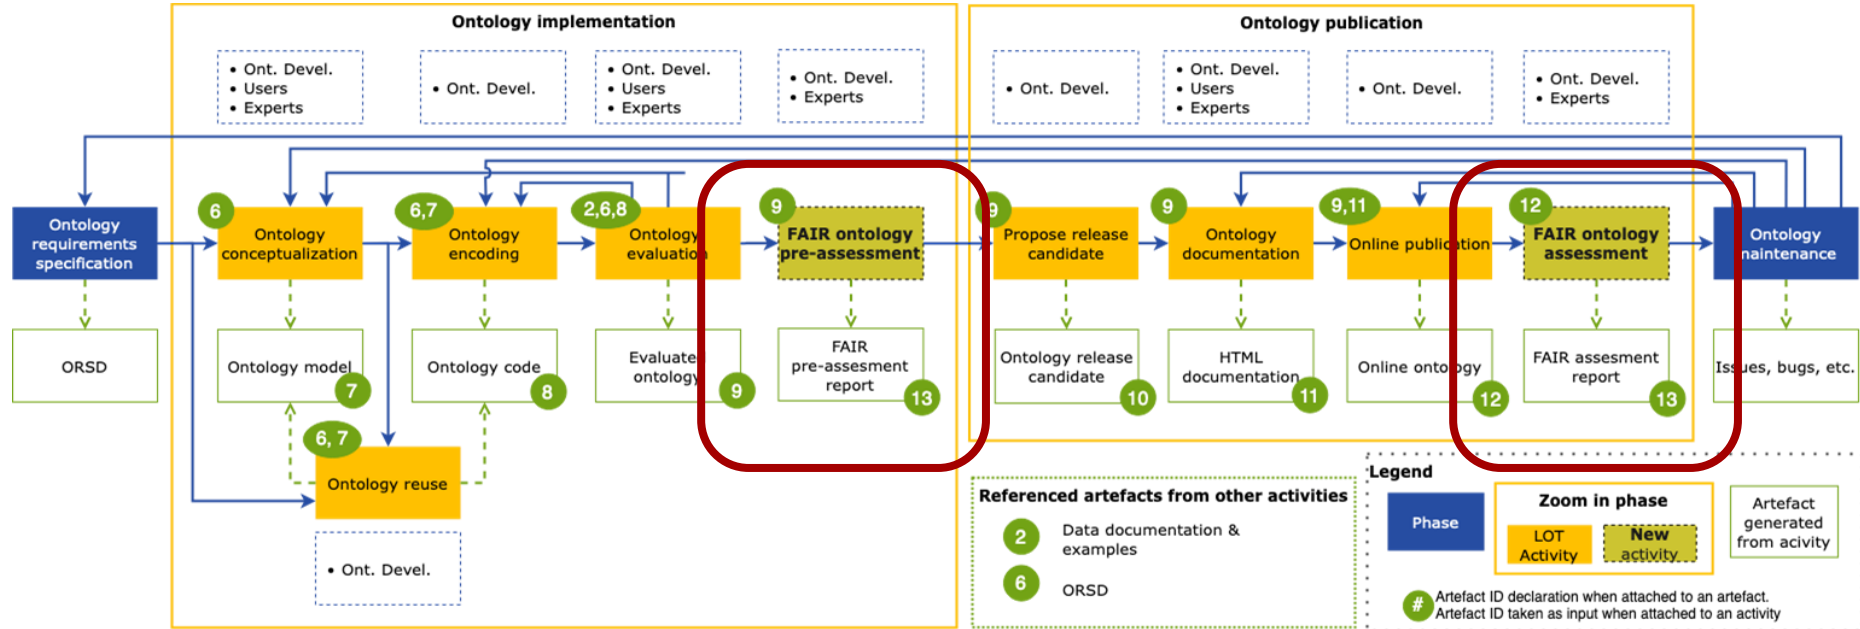 Ontology implementation
Ontology publication
• Ont. Devel.
• Users
• Experts
• Ont. Devel.
• Ont. Devel.
• Users
• Experts
• Ont. Devel.
• Experts
• Ont. Devel.
• Ont. Devel.
• Users
• Experts
• Ont. Devel.
• Ont. Devel.
• Experts
Ontology
requirements
specification
6
Ontology
conceptualization
6,7
Ontology
encoding
2,6,8
Ontology
evaluation
9
FAIR ontology
pre-assessment
9
Propose release
candidate
9
Ontology
documentation
9,11
Online publication
12
FAIR ontology
assessment
Ontology
maintenance
ORSD
Ontology model
7
Ontology code
8
Evaluated
ontology
9
FAIR
pre-assesment
report
13
Ontology release
candidate
10
HTML
documentation
11
Online ontology
12
FAIR assesment
report
13
Issues, bugs, etc.
6, 7
Ontology reuse
• Ont. Devel.
Referenced artefacts from other activities
2
Data documentation &
examples
6
ORSD
Legend
Phase
Zoom in phase
LOT
Activity
New
activity
Artefact
generated
from acivity
#
Artefact ID declaration when attached to an artefact.
Artefact ID taken as input when attached to an activity